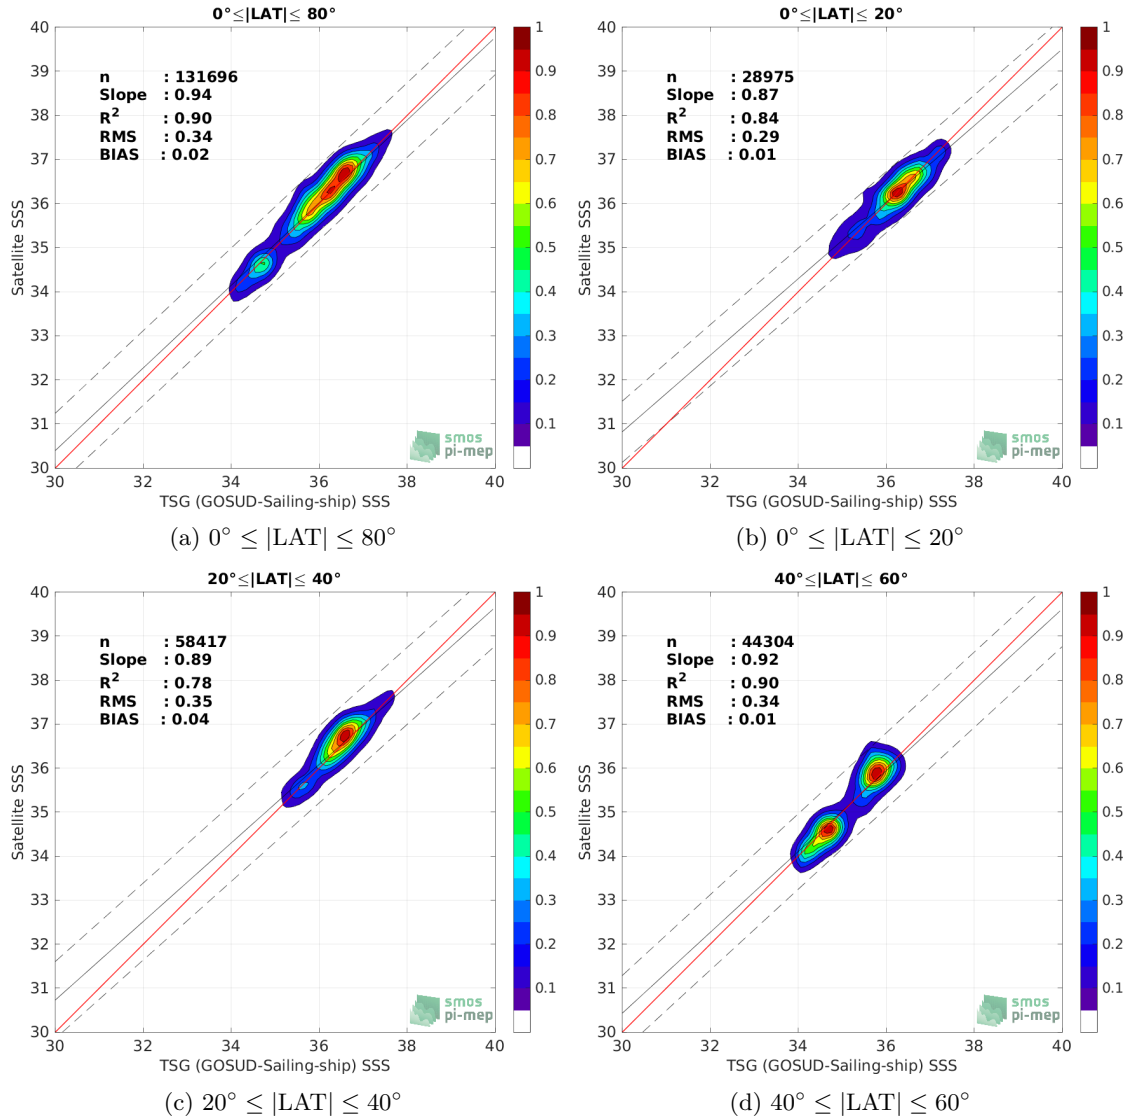 0°≤|LAT|≤ 80°
n : 131696
Slope : 0.94
R² : 0.90
RMS : 0.34
BIAS : 0.02
Satellite SSS
40
39
38
37
36
35
34
33
32
31
30
30 32 34 36 38 40
TSG (GOSUD-Sailing-ship) SSS
1
0.9
0.8
0.7
0.6
0.5
0.4
0.3
0.2
0.1
smos
pi-mep
(a) 0° ≤ |LAT| ≤ 80°
0°≤|LAT|≤ 20°
n : 28975
Slope : 0.87
R² : 0.84
RMS : 0.29
BIAS : 0.01
Satellite SSS
40
39
38
37
36
35
34
33
32
31
30
30 32 34 36 38 40
TSG (GOSUD-Sailing-ship) SSS
1
0.9
0.8
0.7
0.6
0.5
0.4
0.3
0.2
0.1
smos
pi-mep
(b) 0° ≤ |LAT| ≤ 20°
20°≤|LAT|≤ 40°
n : 58417
Slope : 0.89
R² : 0.78
RMS : 0.35
BIAS : 0.04
Satellite SSS
40
39
38
37
36
35
34
33
32
31
30
30 32 34 36 38 40
TSG (GOSUD-Sailing-ship) SSS
1
0.9
0.8
0.7
0.6
0.5
0.4
0.3
0.2
0.1
smos
pi-mep
(c) 20° ≤ |LAT| ≤ 40°
40°≤|LAT|≤ 60°
n : 44304
Slope : 0.92
R² : 0.90
RMS : 0.34
BIAS : 0.01
Satellite SSS
40
39
38
37
36
35
34
33
32
31
30
30 32 34 36 38 40
TSG (GOSUD-Sailing-ship) SSS
1
0.9
0.8
0.7
0.6
0.5
0.4
0.3
0.2
0.1
smos
pi-mep
(d) 40° ≤ |LAT| ≤ 60°